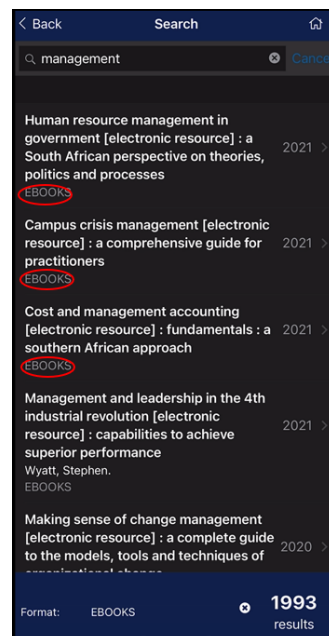 Back Search
management Cance
Human resource management in
government [electronic resource] : a
South African perspective on theories,
politics and processes
2021
EBOOKS
Campus crisis management [electronic
resource] : a comprehensive guide for
practitioners
2021
EBOOKS
Cost and management accounting
[electronic resource] : fundamentals : a
southern African approach
2021
EBOOKS
Management and leadership in the 4th
industrial revolution [electronic
resource] : capabilities to achieve
superior performance
2021
Wyatt, Stephen.
EBOOKS
Making sense of change management
[electronic resource] : a complete guide
to the models, tools and techniques of
organizational change
2020
Format: EBOOKS
1993
results